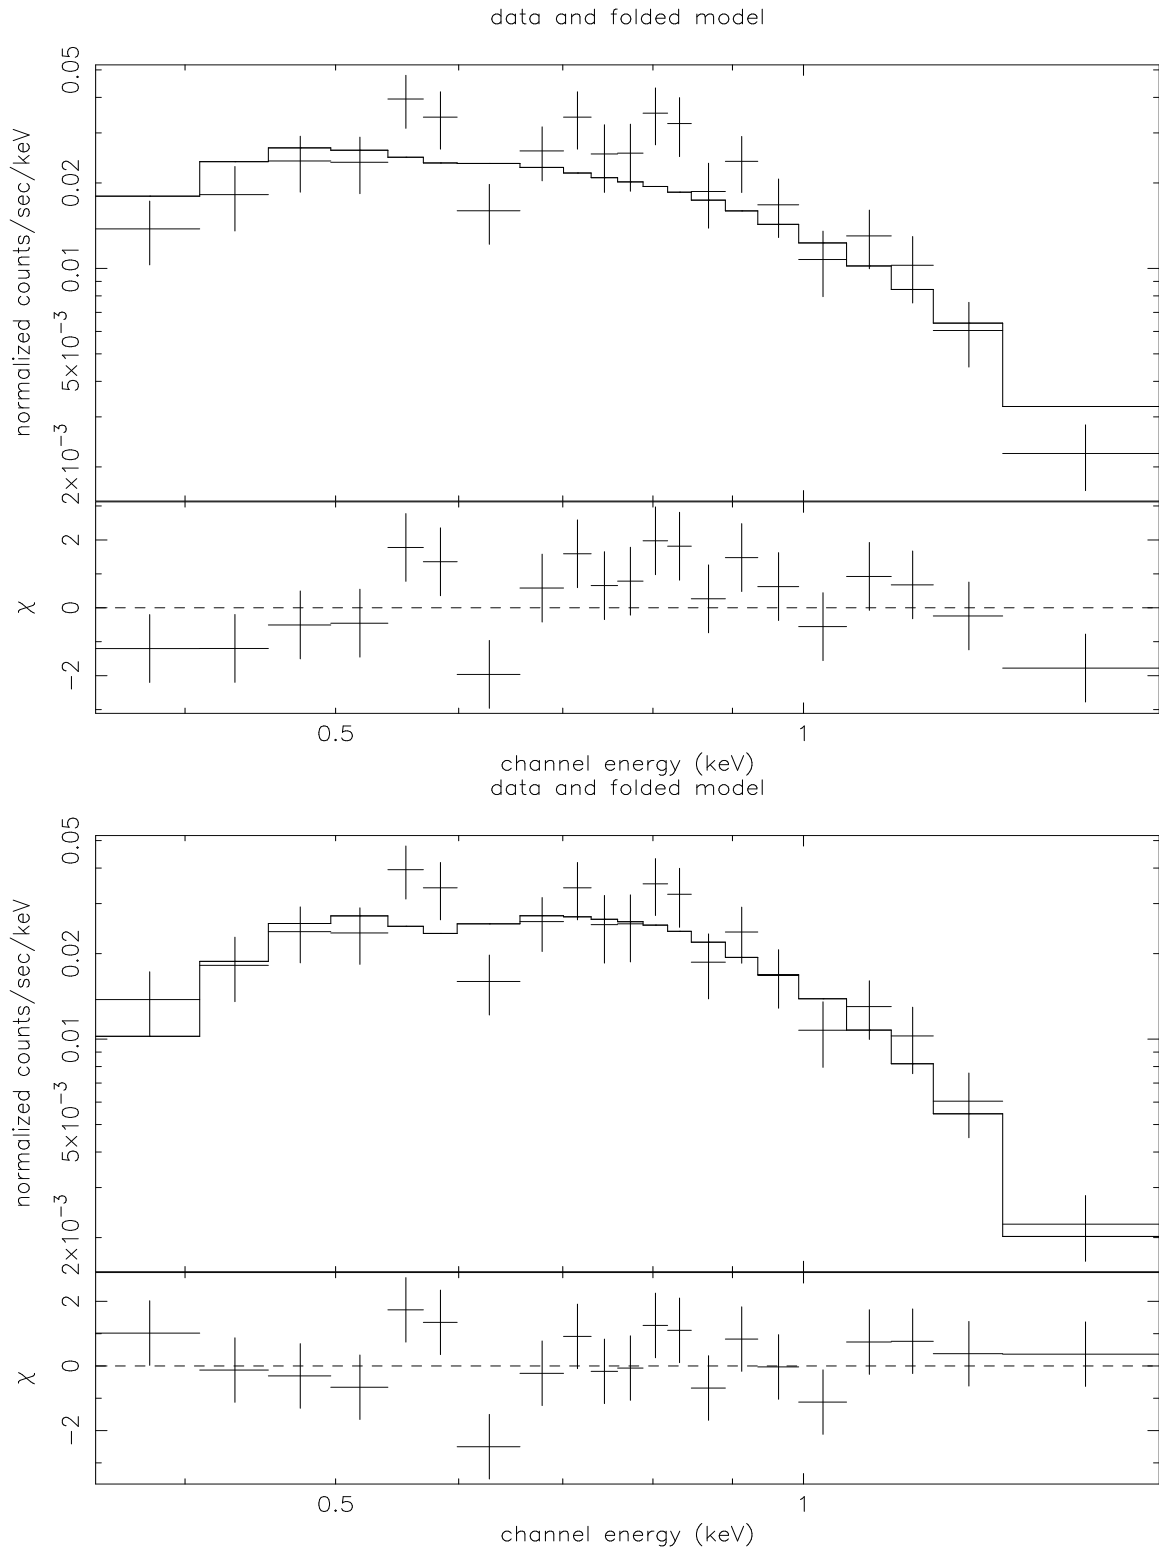 data and folded model
normalized counts/sec/keV
0.05
0.02
0.01
5×10⁻³
2×10⁻³
χ
2
0
−2
0.5
1
channel energy (keV)
data and folded model
normalized counts/sec/keV
0.05
0.02
0.01
5×10⁻³
2×10⁻³
χ
2
0
−2
0.5
1
channel energy (keV)